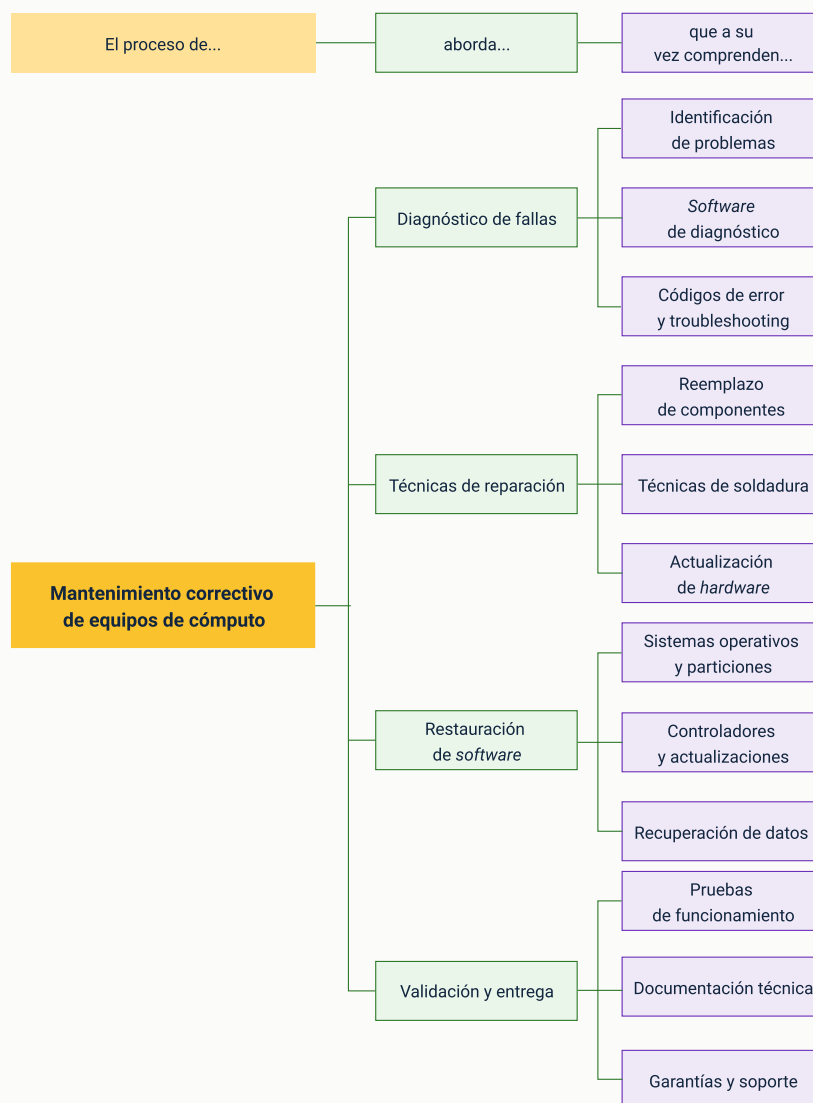 El proceso de...
aborda...
que a su
vez comprenden...
Identificación
de problemas
Diagnóstico de fallas
Software
de diagnóstico
Códigos de error
y troubleshooting
Reemplazo
de componentes
Técnicas de reparación
Técnicas de soldadura
Actualización
de hardware
Mantenimiento correctivo
de equipos de cómputo
Sistemas operativos
y particiones
Restauración
de software
Controladores
y actualizaciones
Recuperación de datos
Pruebas
de funcionamiento
Validación y entrega
Documentación técnica
Garantías y soporte